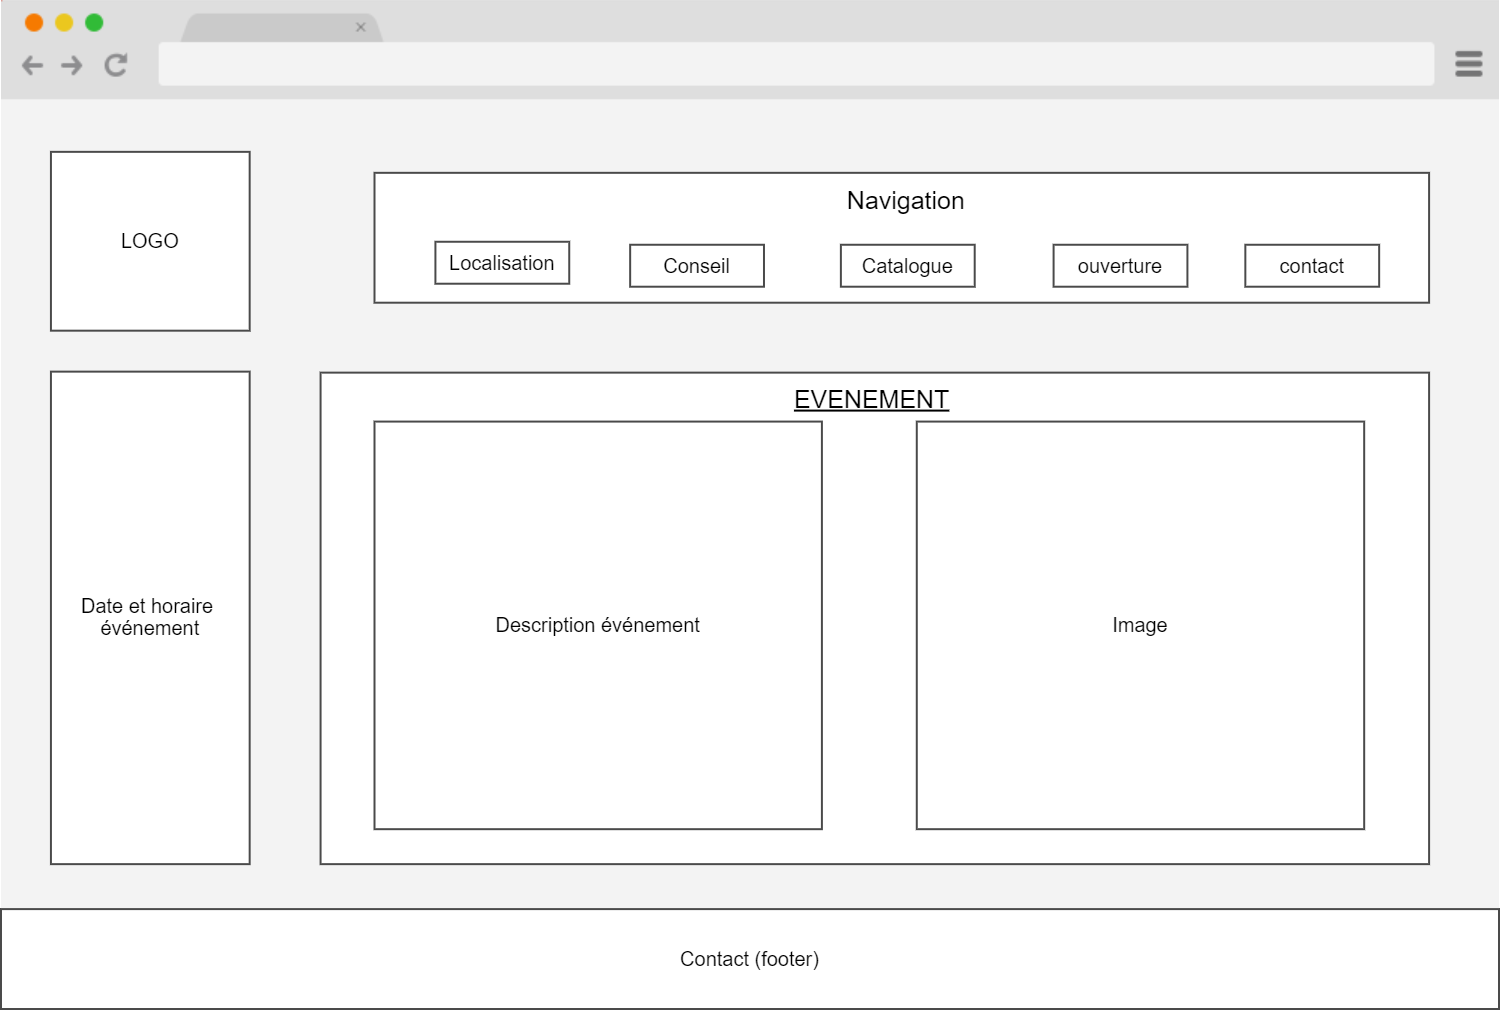 LOGO
Navigation
Localisation
Conseil
Catalogue
ouverture
contact
Date et horaire
événement
EVENEMENT
Description événement
Image
Contact (footer)